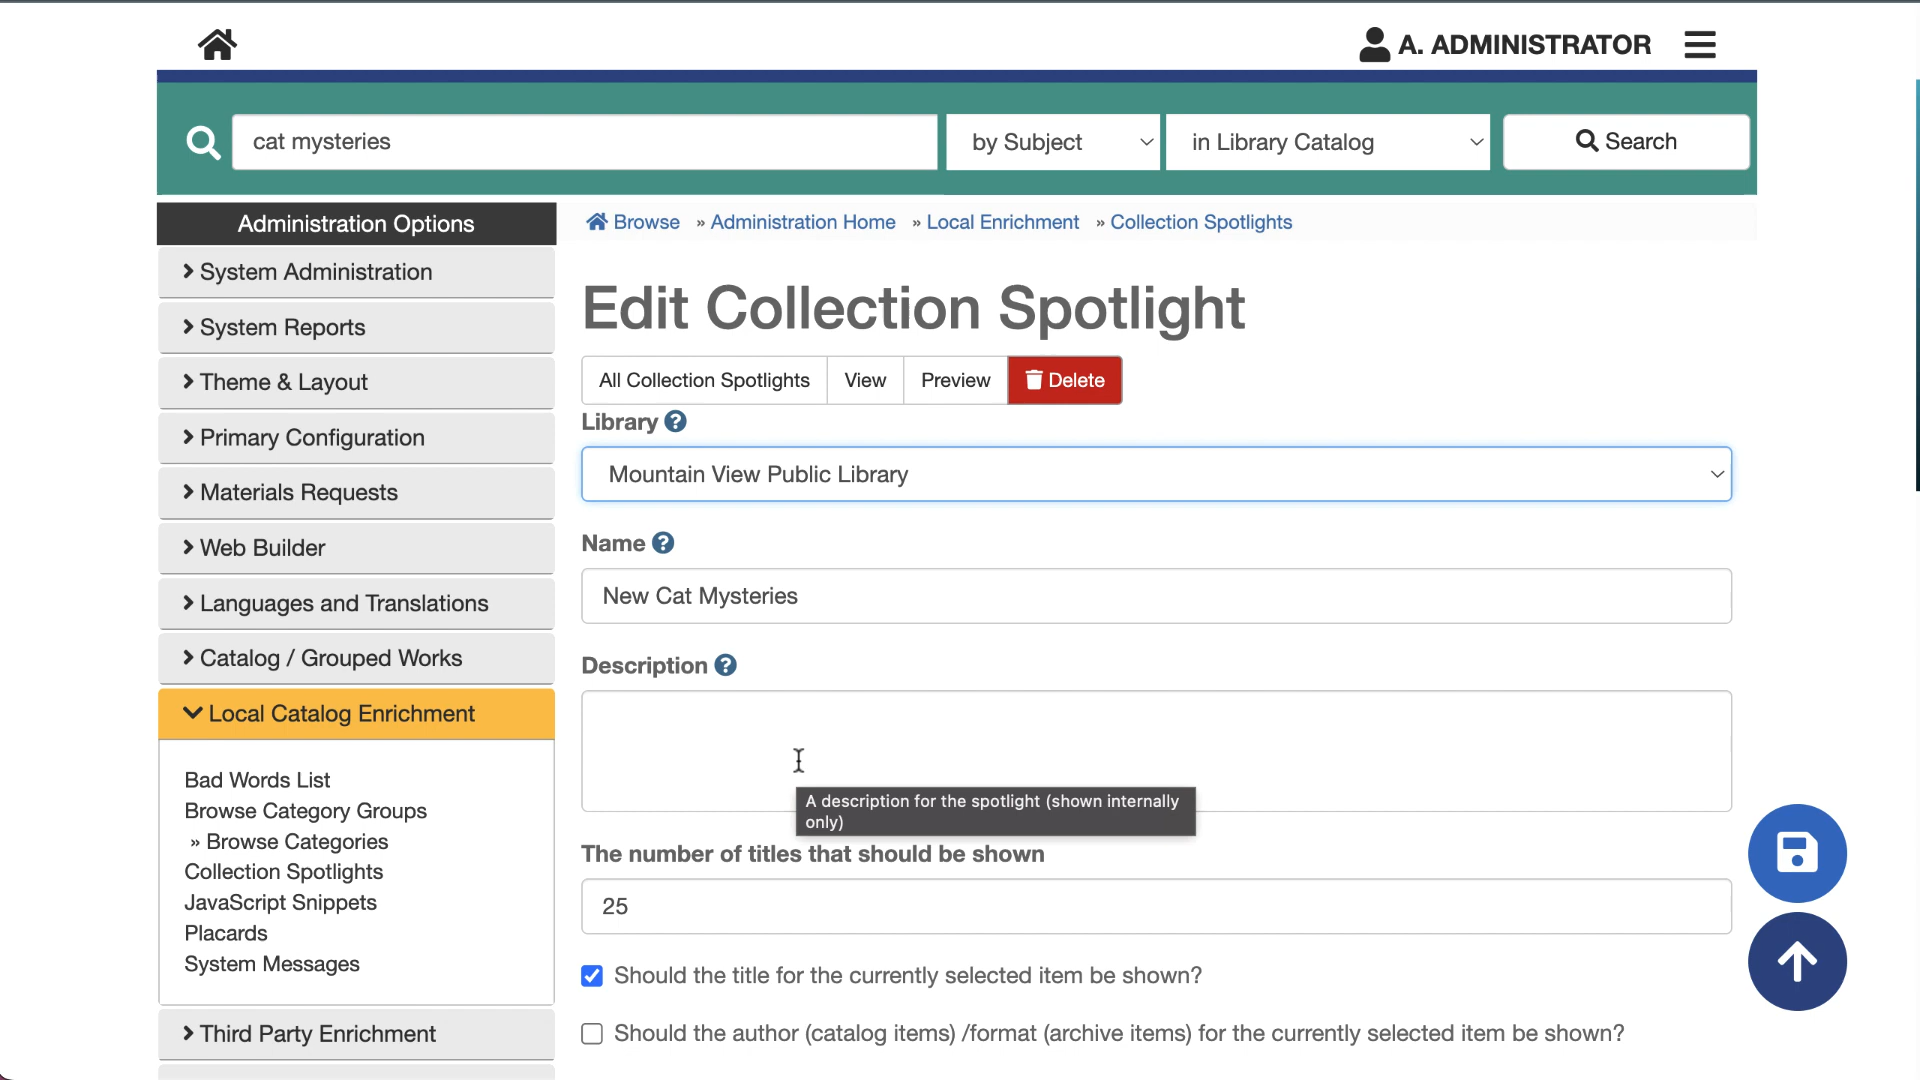 A. ADMINISTRATOR
cat mysteries
by Subject
in Library Catalog
Search
Administration Options
Browse » Administration Home » Local Enrichment » Collection Spotlights
System Administration
System Reports
Theme & Layout
Primary Configuration
Materials Requests
Web Builder
Languages and Translations
Catalog / Grouped Works
Local Catalog Enrichment
Bad Words List
Browse Category Groups
» Browse Categories
Collection Spotlights
JavaScript Snippets
Placards
System Messages
Third Party Enrichment
Edit Collection Spotlight
All Collection Spotlights
View
Preview
Delete
Library ?
Mountain View Public Library
Name ?
New Cat Mysteries
Description ?
A description for the spotlight (shown internally
only)
The number of titles that should be shown
25
Should the title for the currently selected item be shown?
Should the author (catalog items) /format (archive items) for the currently selected item be shown?